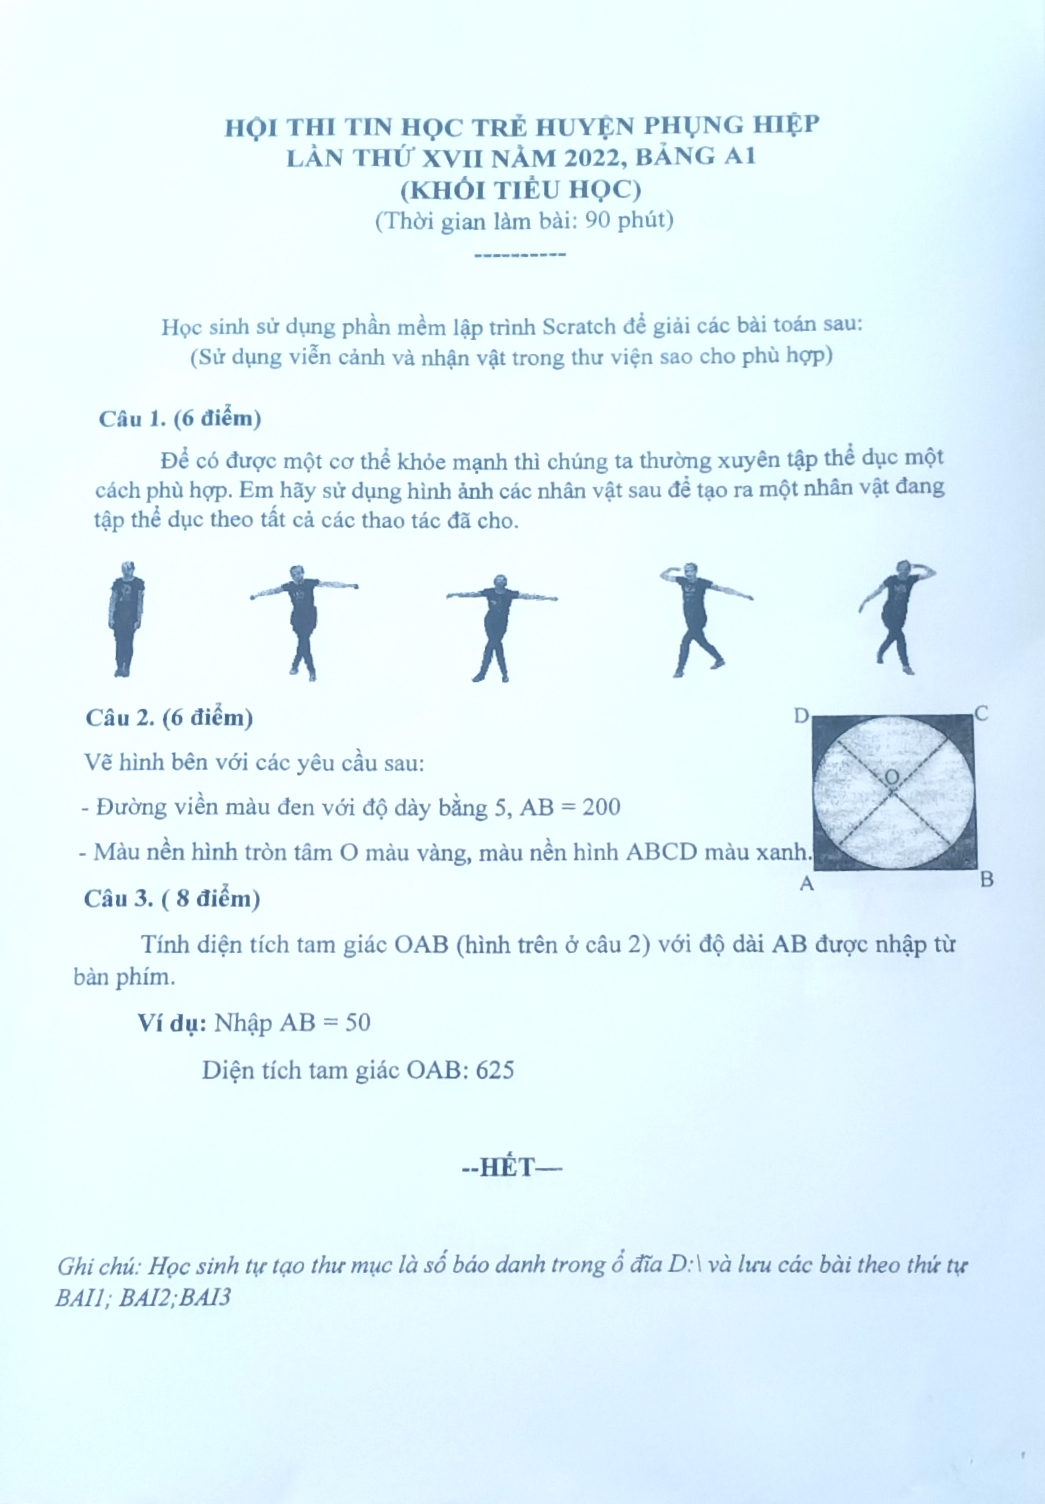 HỘI THI TIN HỌC TRẺ HUYỆN PHỤNG HIỆP
LẦN THỨ XVII NĂM 2022, BẢNG A1
(KHỐI TIỂU HỌC)
(Thời gian làm bài: 90 phút)
----------
Học sinh sử dụng phần mềm lập trình Scratch để giải các bài toán sau:
(Sử dụng viễn cảnh và nhận vật trong thư viện sao cho phù hợp)
Câu 1. (6 điểm)
Để có được một cơ thể khỏe mạnh thì chúng ta thường xuyên tập thể dục một
cách phù hợp. Em hãy sử dụng hình ảnh các nhân vật sau để tạo ra một nhân vật đang
tập thể dục theo tất cả các thao tác đã cho.
Câu 2. (6 điểm)
Vẽ hình bên với các yêu cầu sau:
- Đường viền màu đen với độ dày bằng 5, AB = 200
- Màu nền hình tròn tâm O màu vàng, màu nền hình ABCD màu xanh.
D
C
O
A
B
Câu 3. ( 8 điểm)
Tính diện tích tam giác OAB (hình trên ở câu 2) với độ dài AB được nhập từ
bàn phím.
Ví dụ: Nhập AB = 50
Diện tích tam giác OAB: 625
--HẾT—
Ghi chú: Học sinh tự tạo thư mục là số báo danh trong ổ đĩa D:\ và lưu các bài theo thứ tự
BAI1; BAI2;BAI3